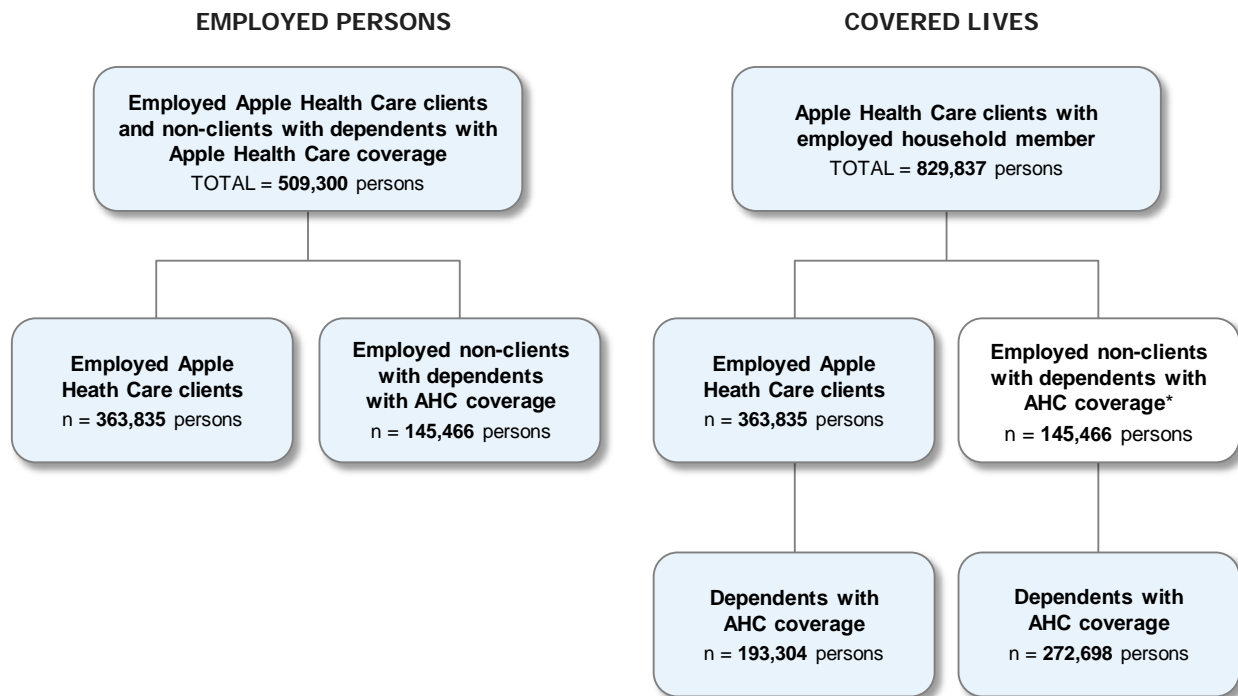 EMPLOYED PERSONS
Employed Apple Health Care clients
and non-clients with dependents with
Apple Health Care coverage
TOTAL = 509,300 persons
Employed Apple
Heath Care clients
n = 363,835 persons
Employed non-clients
with dependents
with AHC coverage
n = 145,466 persons
COVERED LIVES
Apple Health Care clients with
employed household member
TOTAL = 829,837 persons
Employed Apple
Heath Care clients
n = 363,835 persons
Employed non-clients
with dependents with
AHC coverage*
n = 145,466 persons
Dependents with
AHC coverage
n = 193,304 persons
Dependents with
AHC coverage
n = 272,698 persons